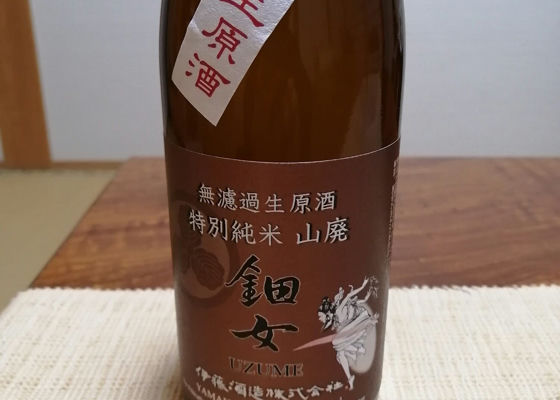 生原酒
無濾過生原酒
特別純米 山廃
鈿女
UZUME
伊藤酒造株式会社